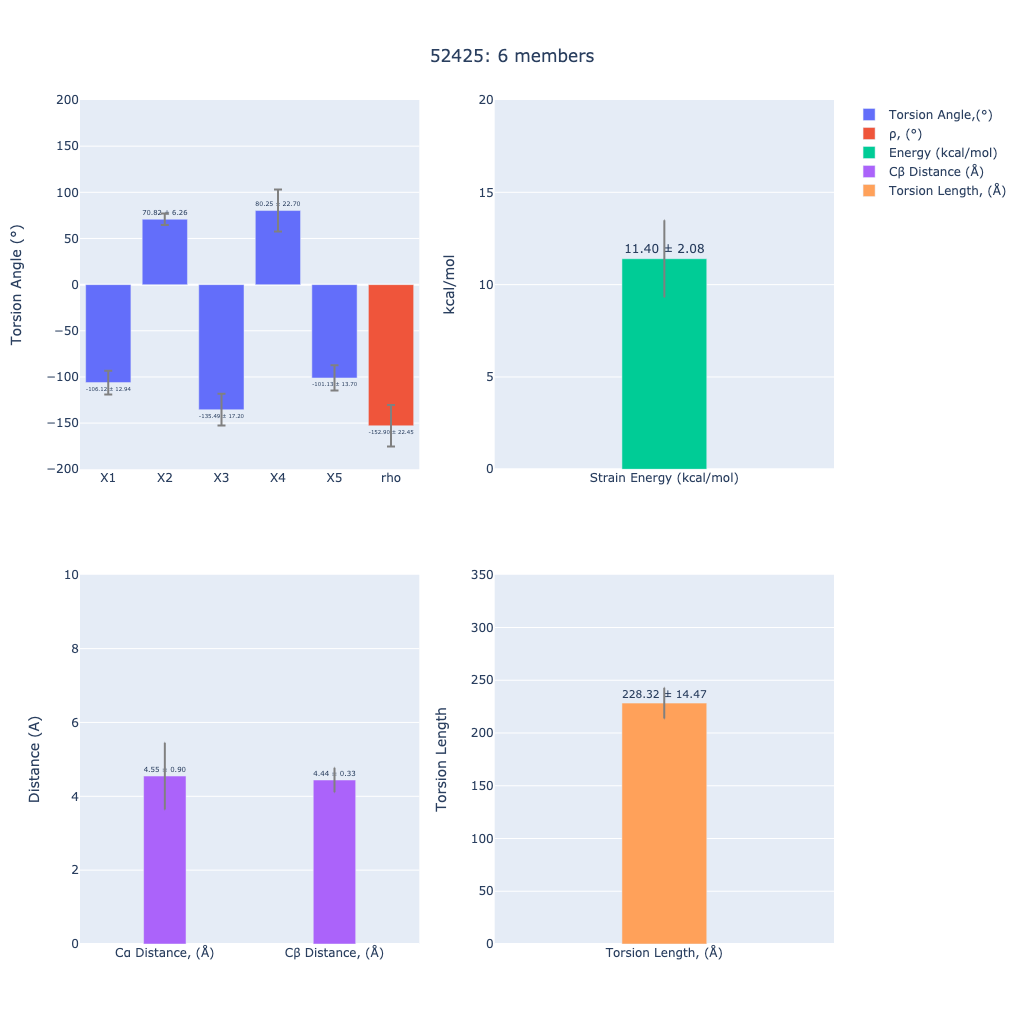 52425: 6 members
Torsion Angle (°)
200
150
100
50
0
−50
−100
−150
−200
-106.12 ± 12.94
70.82 ± 6.26
-135.49 ± 17.20
80.25 ± 22.70
-101.13 ± 13.70
-152.90 ± 22.45
X1 X2 X3 X4 X5 rho
kcal/mol
20
15
10
5
0
11.40 ± 2.08
Strain Energy (kcal/mol)
Torsion Angle,(°)
ρ, (°)
Energy (kcal/mol)
Cβ Distance (Å)
Torsion Length, (Å)
Distance (A)
10
8
6
4
2
0
4.55 ± 0.90
4.44 ± 0.33
Cα Distance, (Å) Cβ Distance, (Å)
Torsion Length
350
300
250
200
150
100
50
0
228.32 ± 14.47
Torsion Length, (Å)